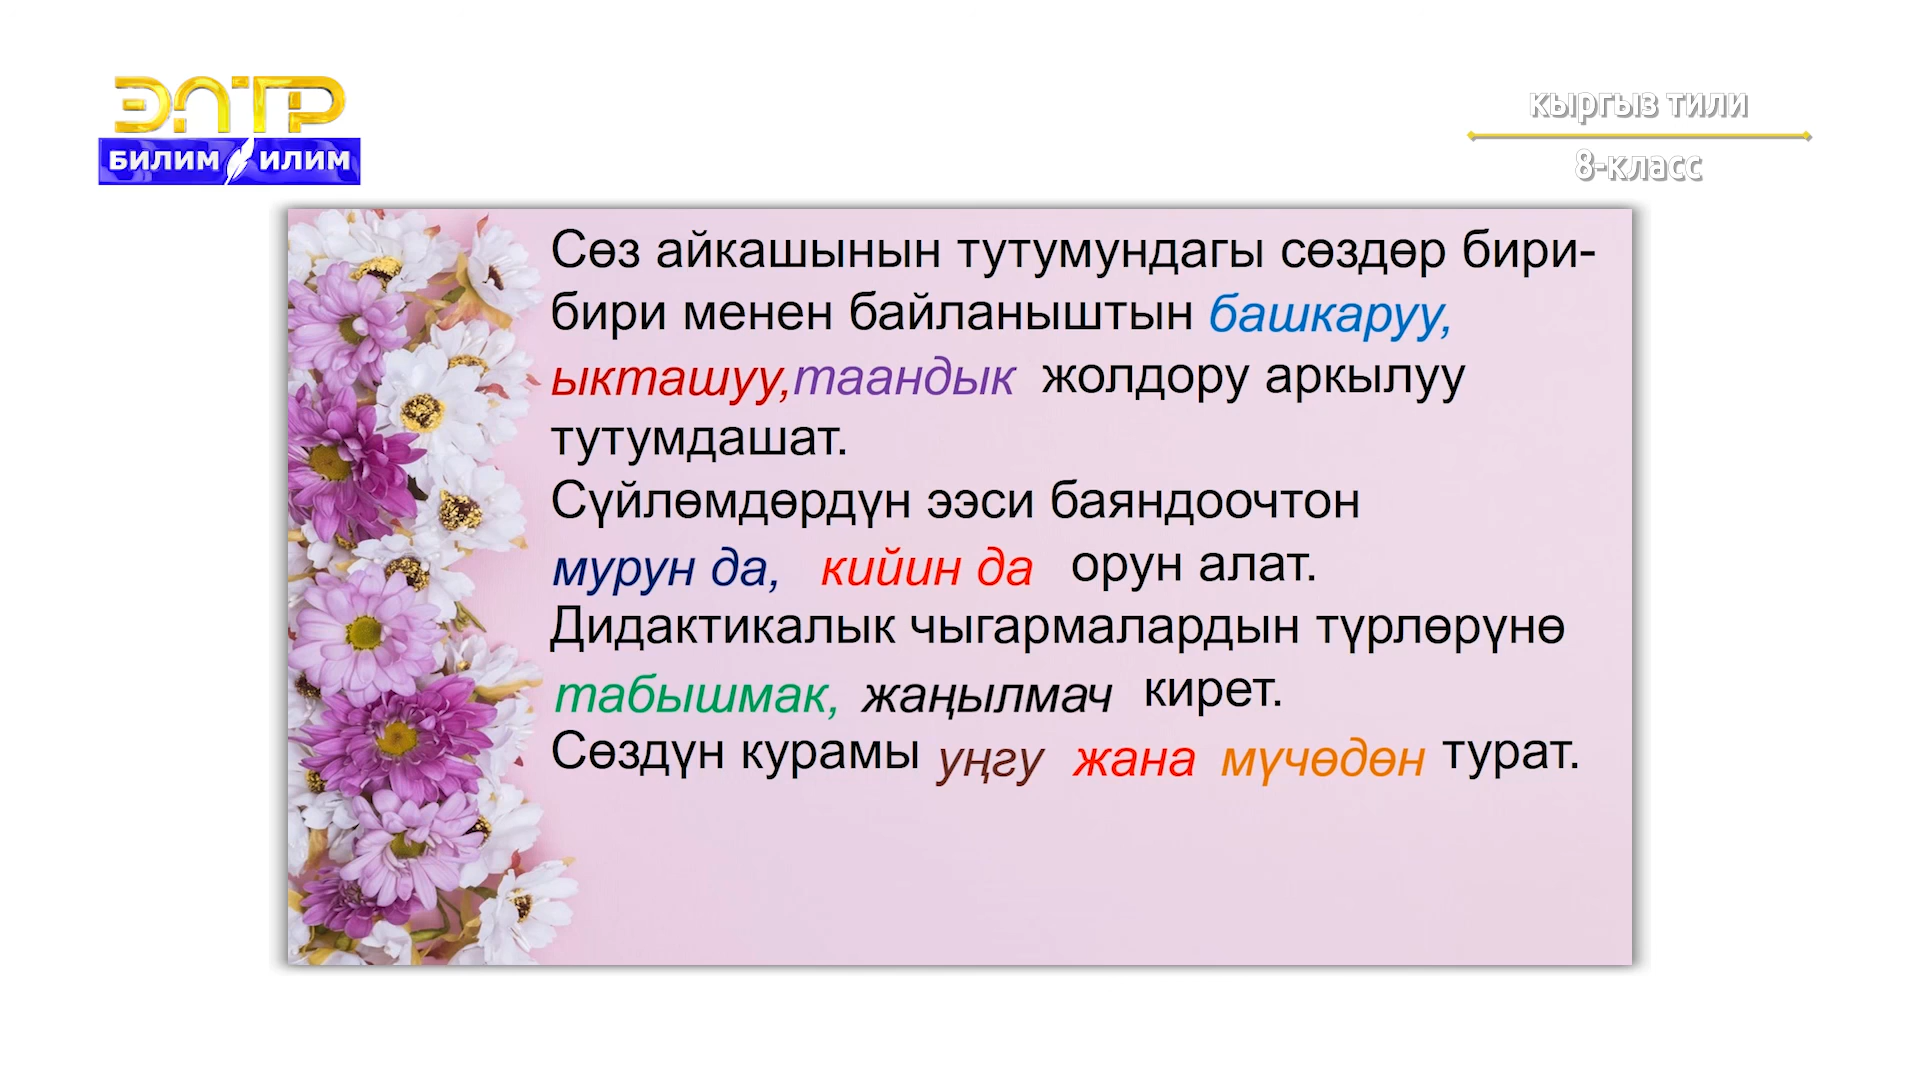 ЭЛТР
БИЛИМ ИЛИМ
кыргыз тили
8-класс
Сөз айкашынын тутумундагы сөздөр бири-
бири менен байланыштын башкаруу,
ыкташуу,таандык жолдору аркылуу
тутумдашат.
Сүйлөмдөрдүн ээси баяндоочтон
мурун да, кийин да орун алат.
Дидактикалык чыгармалардын түрлөрүнө
табышмак, жаңылмач кирет.
Сөздүн курамы уңгу жана мүчөдөн турат.